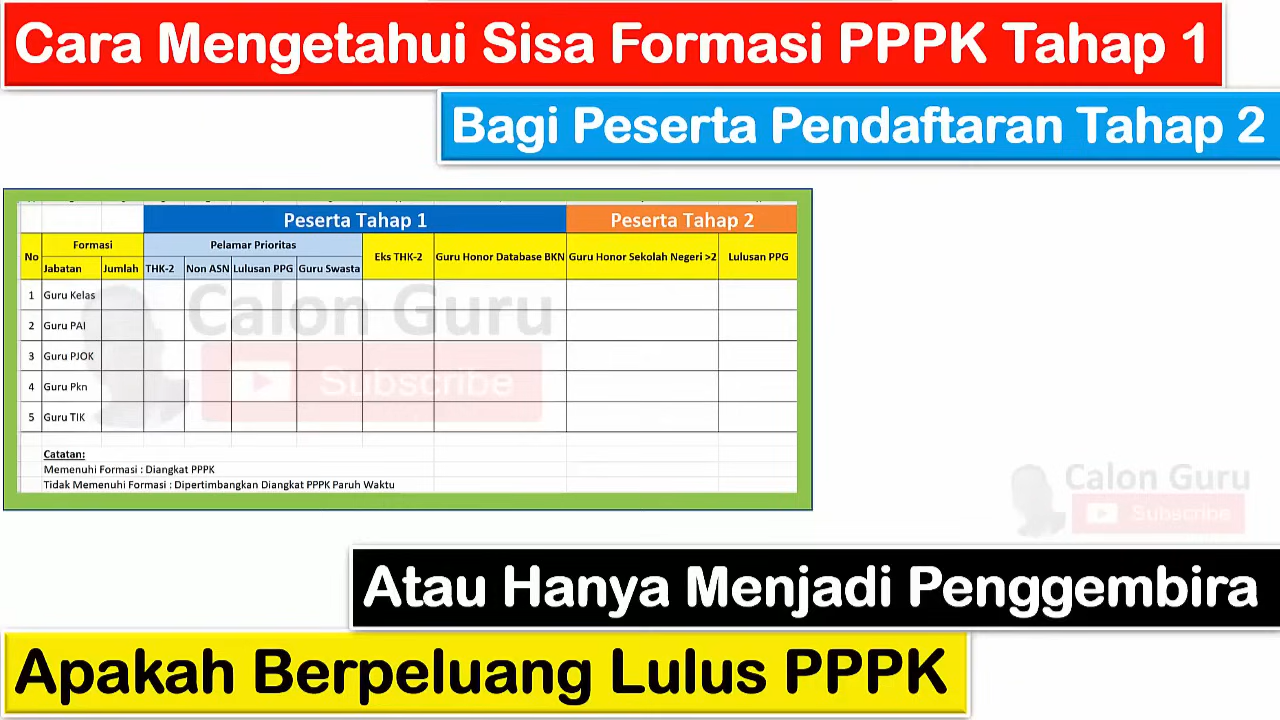 Cara Mengetahui Sisa Formasi PPPK Tahap 1
Bagi Peserta Pendaftaran Tahap 2
Peserta Tahap 1 Peserta Tahap 2
No Formasi Pelamar Prioritas Eks THK-2 Guru Honor Database BKN Guru Honor Sekolah Negeri >2 Lulusan PPG
Jabatan Jumlah THK-2 Non ASN Lulusan PPG Guru Swasta
1 Guru Kelas
2 Guru PAI
3 Guru PJOK
4 Guru Pkn
5 Guru TIK
Calon Guru
Subscribe
Catatan:
Memenuhi Formasi : Diangkat PPPK
Tidak Memenuhi Formasi : Dipertimbangkan Diangkat PPPK Paruh Waktu
Calon Guru
Subscribe
Atau Hanya Menjadi Penggembira
Apakah Berpeluang Lulus PPPK